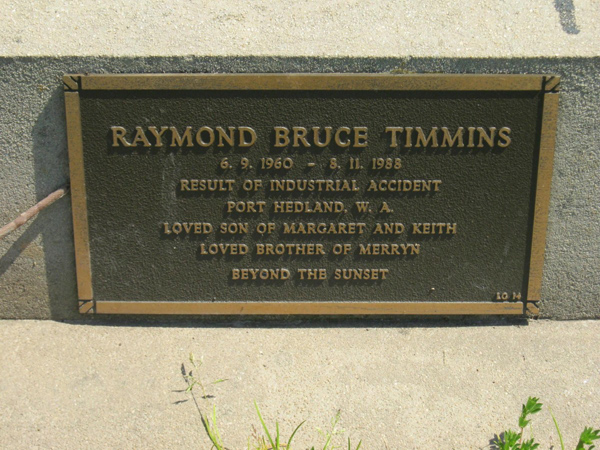 RAYMOND BRUCE TIMMINS
6. 9. 1960 - 8. 11. 1988
RESULT OF INDUSTRIAL ACCIDENT
PORT HEDLAND, W. A.
LOVED SON OF MARGARET AND KEITH
LOVED BROTHER OF MERRYN
BEYOND THE SUNSET